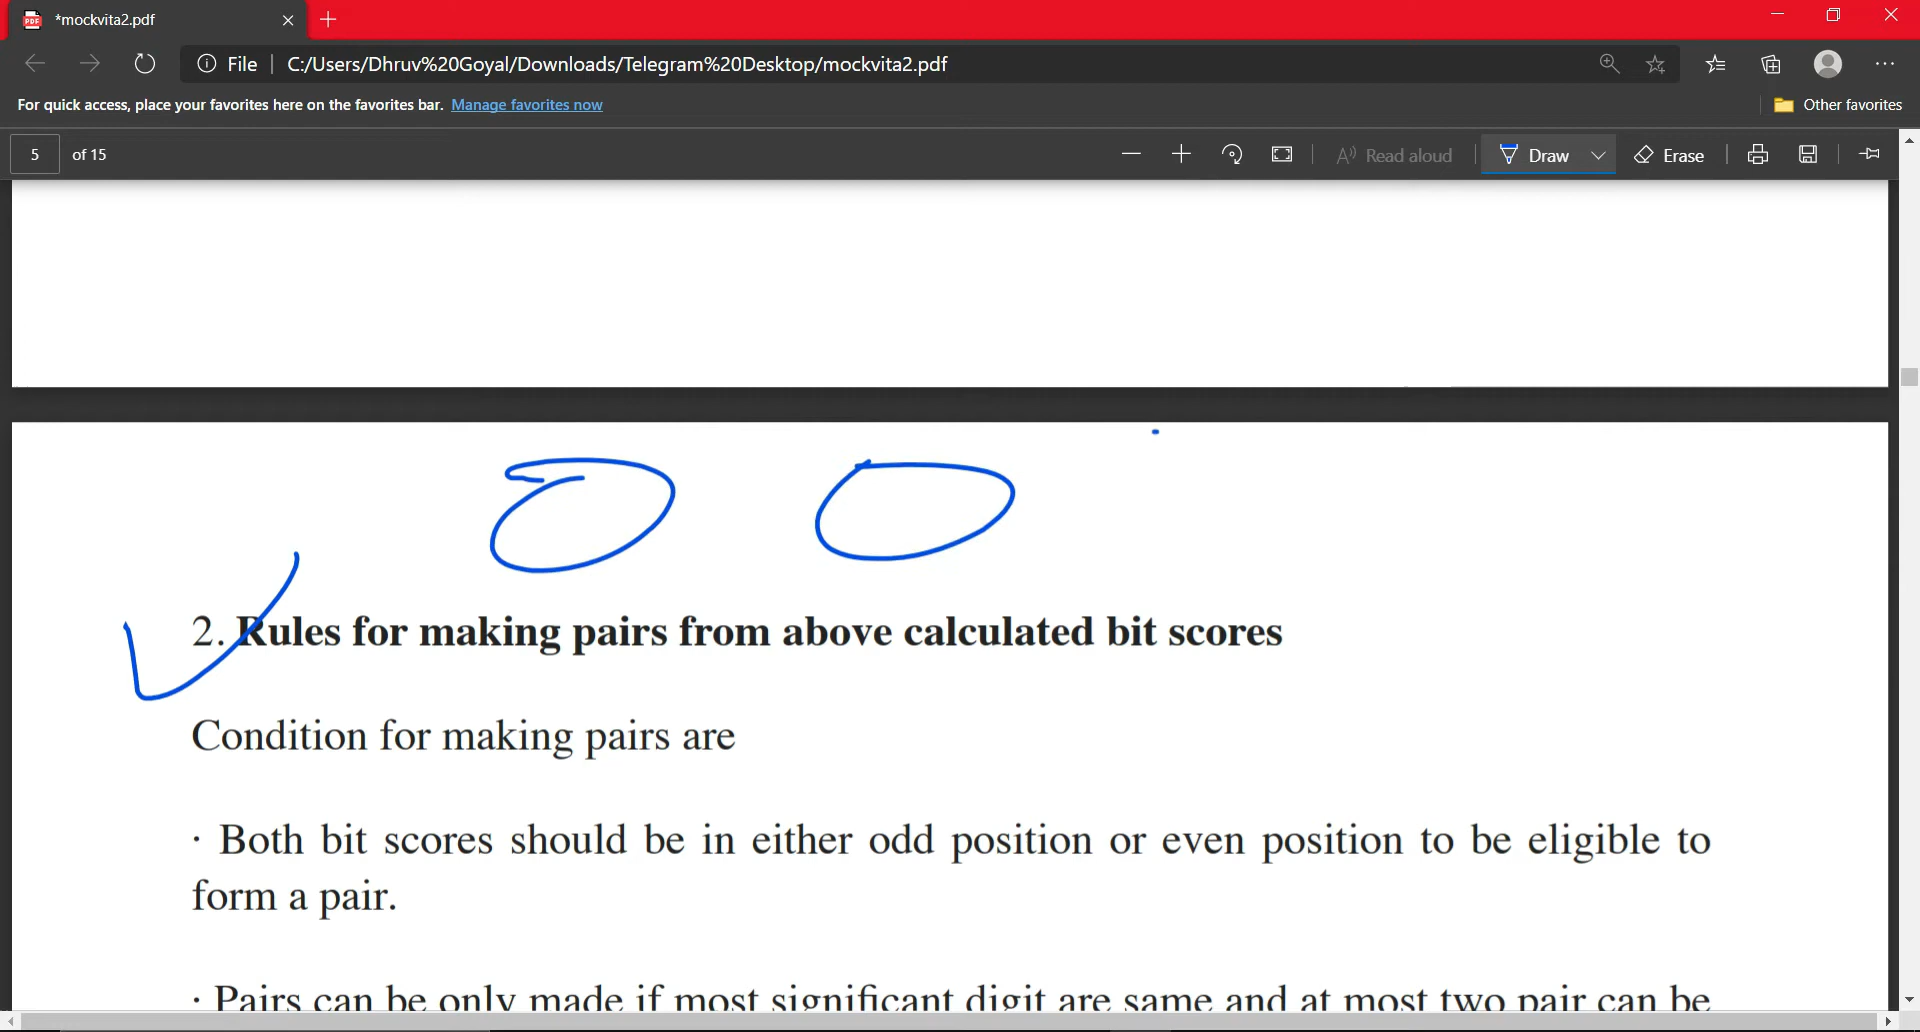 *mockvita2.pdf
File
C:/Users/Dhruv%20Goyal/Downloads/Telegram%20Desktop/mockvita2.pdf
For quick access, place your favorites here on the favorites bar. Manage favorites now
Other favorites
5 of 15
Read aloud
Draw
Erase
2. Rules for making pairs from above calculated bit scores
Condition for making pairs are
· Both bit scores should be in either odd position or even position to be eligible to
form a pair.
· Pairs can be only made if most significant digit are same and at most two pair can be